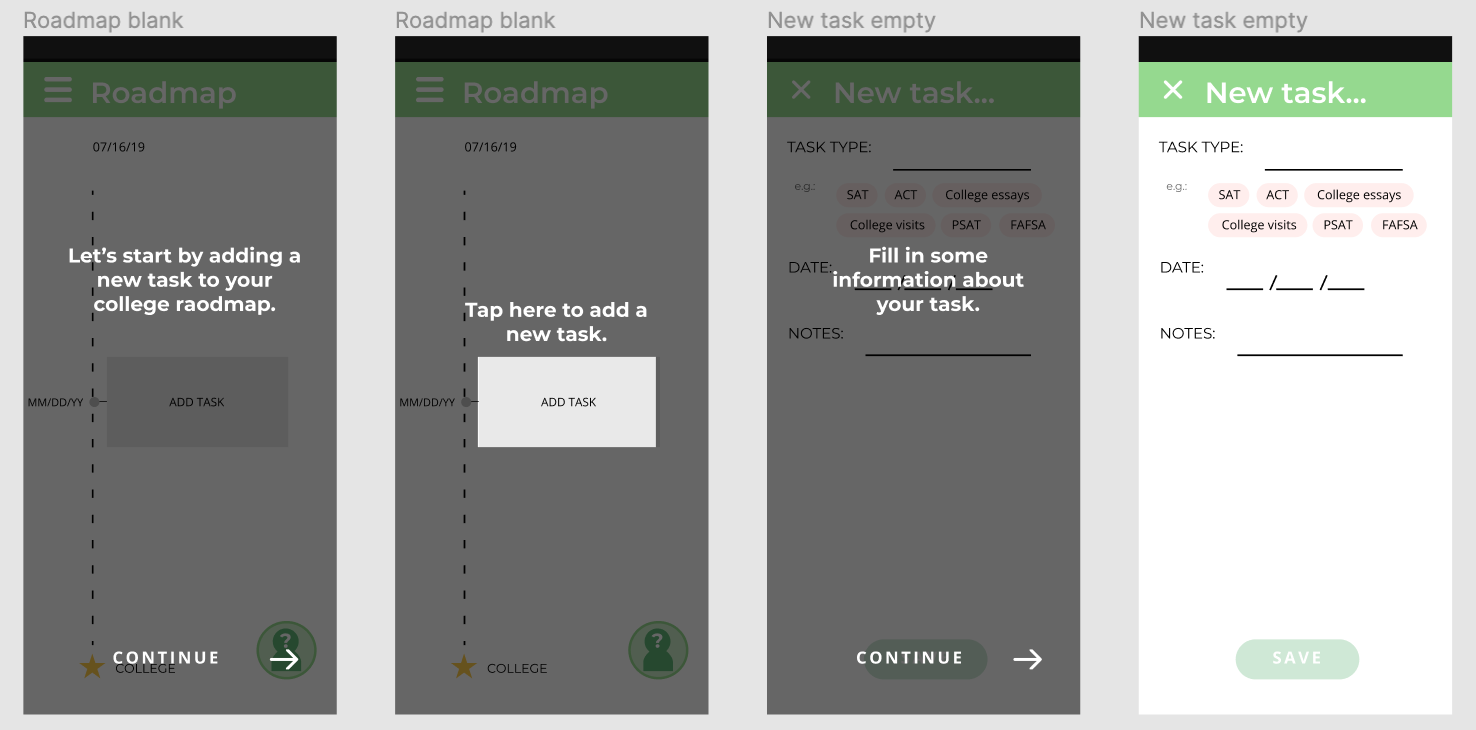 Roadmap blank
Roadmap
07/16/19
Let's start by adding a
new task to your
college raodmap.
MM/DD/YY
ADD TASK
?
CONTINUE
COLLEGE
Roadmap blank
Roadmap
07/16/19
Tap here to add a
new task.
MM/DD/YY
ADD TASK
?
COLLEGE
New task empty
New task...
TASK TYPE:
e.g.:
SAT
ACT
College essays
College visits
PSAT
FAFSA
Fill in some
DATE:
/ /
information about
your task.
NOTES:
CONTINUE
New task empty
New task...
TASK TYPE:
e.g.:
SAT
ACT
College essays
College visits
PSAT
FAFSA
DATE:
___ /___ /___
NOTES:
SAVE